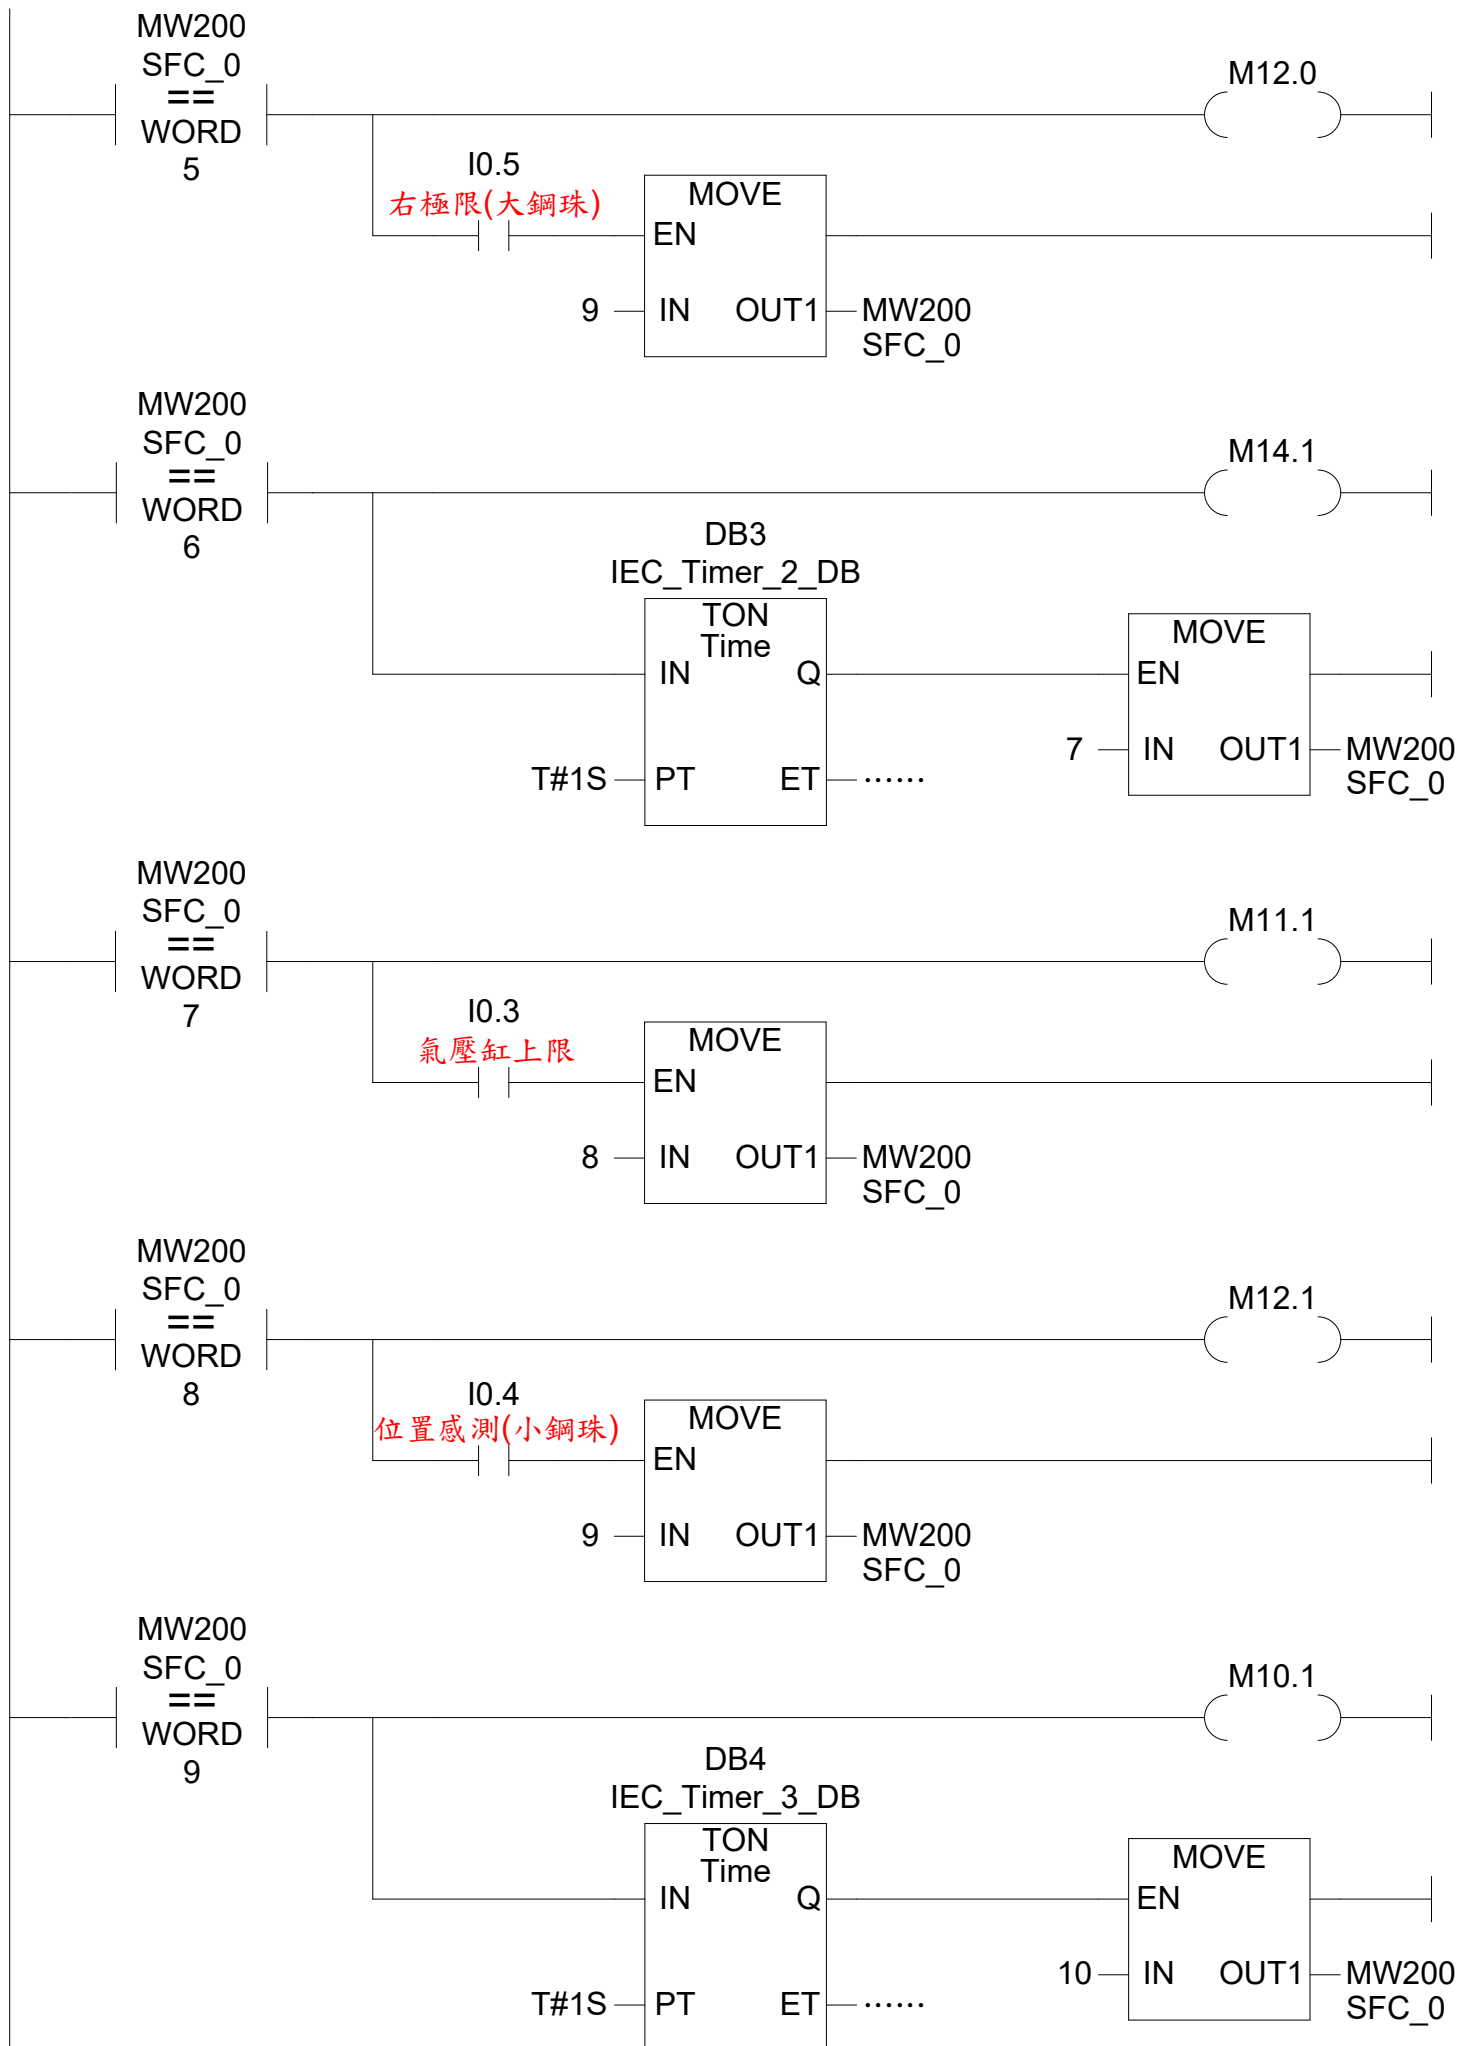 MW200
SFC_0
==
WORD
5
M12.0
I0.5
右極限(大鋼珠)
MOVE
EN
9 IN OUT1 MW200
SFC_0
MW200
SFC_0
==
WORD
6
M14.1
DB3
IEC_Timer_2_DB
TON
Time
IN Q
T#1S PT ET ······
MOVE
EN
7 IN OUT1 MW200
SFC_0
MW200
SFC_0
==
WORD
7
M11.1
I0.3
氣壓缸上限
MOVE
EN
8 IN OUT1 MW200
SFC_0
MW200
SFC_0
==
WORD
8
M12.1
I0.4
位置感測(小鋼珠)
MOVE
EN
9 IN OUT1 MW200
SFC_0
MW200
SFC_0
==
WORD
9
M10.1
DB4
IEC_Timer_3_DB
TON
Time
IN Q
T#1S PT ET ······
MOVE
EN
10 IN OUT1 MW200
SFC_0